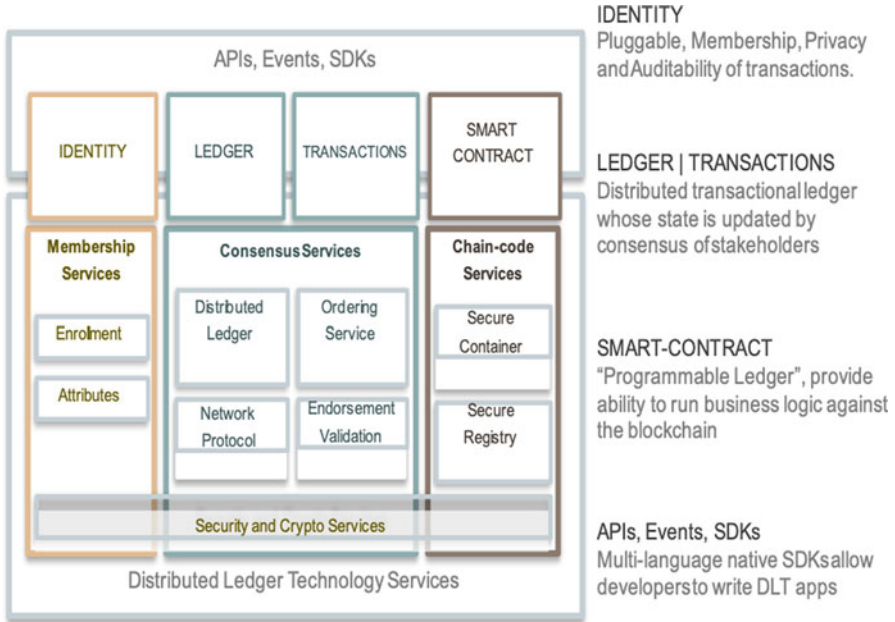 APIs, Events, SDKs
IDENTITY
LEDGER
TRANSACTIONS
SMART
CONTRACT
Membership
Services
Enrolment
Attributes
Consensus Services
Distributed
Ledger
Ordering
Service
Network
Protocol
Endorsement
Validation
Chain-code
Services
Secure
Container
Secure
Registry
Security and Crypto Services
Distributed Ledger Technology Services
IDENTITY
Pluggable, Membership, Privacy
and Auditability of transactions.
LEDGER | TRANSACTIONS
Distributed transactional ledger
whose state is updated by
consensus of stakeholders
SMART-CONTRACT
“Programmable Ledger”, provide
ability to run business logic against
the blockchain
APIs, Events, SDKs
Multi-language native SDKs allow
developers to write DLT apps